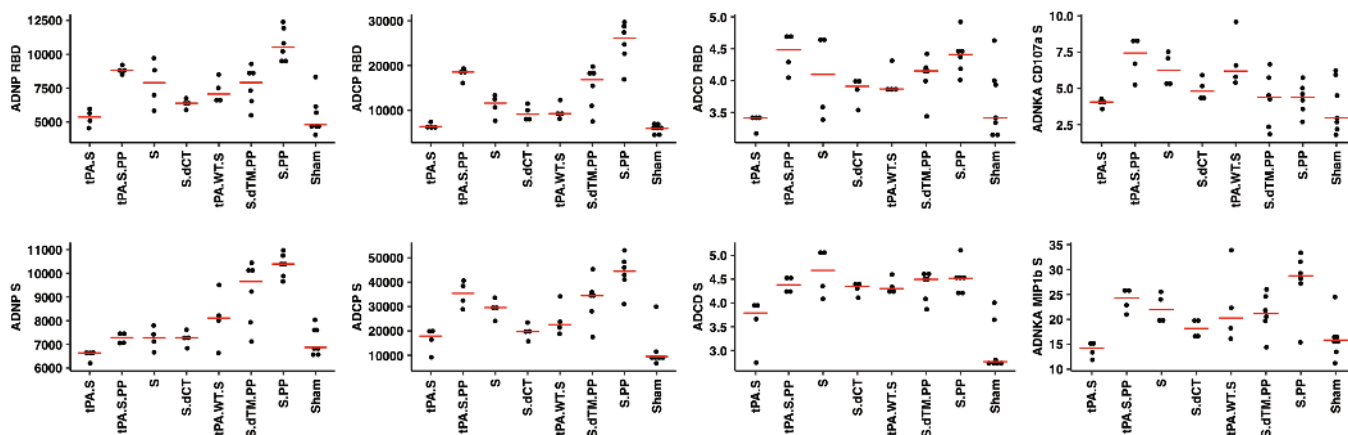 ADNP RBD
12500
10000
7500
5000
tPA.S
tPA.S.PP
S
S.dCT
tPA.WT.S
S.dTM.PP
S.PP
Sham
ADCP RBD
30000
20000
10000
tPA.S
tPA.S.PP
S
S.dCT
tPA.WT.S
S.dTM.PP
S.PP
Sham
ADCD RBD
5.0
4.5
4.0
3.5
tPA.S
tPA.S.PP
S
S.dCT
tPA.WT.S
S.dTM.PP
S.PP
Sham
ADNKA CD107a S
10.0
7.5
5.0
2.5
tPA.S
tPA.S.PP
S
S.dCT
tPA.WT.S
S.dTM.PP
S.PP
Sham
ADNP S
11000
10000
9000
8000
7000
6000
tPA.S
tPA.S.PP
S
S.dCT
tPA.WT.S
S.dTM.PP
S.PP
Sham
ADCP S
50000
40000
30000
20000
10000
tPA.S
tPA.S.PP
S
S.dCT
tPA.WT.S
S.dTM.PP
S.PP
Sham
ADCD S
5.0
4.5
4.0
3.5
3.0
tPA.S
tPA.S.PP
S
S.dCT
tPA.WT.S
S.dTM.PP
S.PP
Sham
ADNKA MIP1b S
35
30
25
20
15
10
tPA.S
tPA.S.PP
S
S.dCT
tPA.WT.S
S.dTM.PP
S.PP
Sham